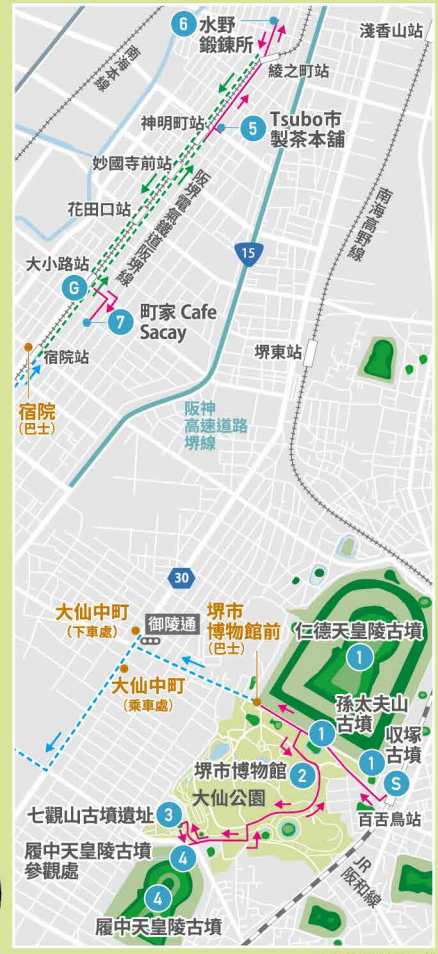 6
水野
鍛錬所
淺香山站
南海本線
綾之町站
神明町站
5
Tsubo市
製茶本舖
妙國寺前站
阪堺電氣鐵道阪堺線
花田口站
南海高野線
15
大小路站
G
7
町家 Cafe
Sacay
宿院站
堺東站
宿院
(巴士)
阪神
高速道路
堺線
30
大仙中町
(下車處)
御陵通
堺市
博物館前
(巴士)
仁德天皇陵古墳
1
大仙中町
(乘車處)
孫太夫山
古墳
1
収塚
古墳
1
S
堺市博物館
2
大仙公園
百舌鳥站
七觀山古墳遺址
3
履中天皇陵古墳
參觀處
4
JR
阪和線
4
履中天皇陵古墳